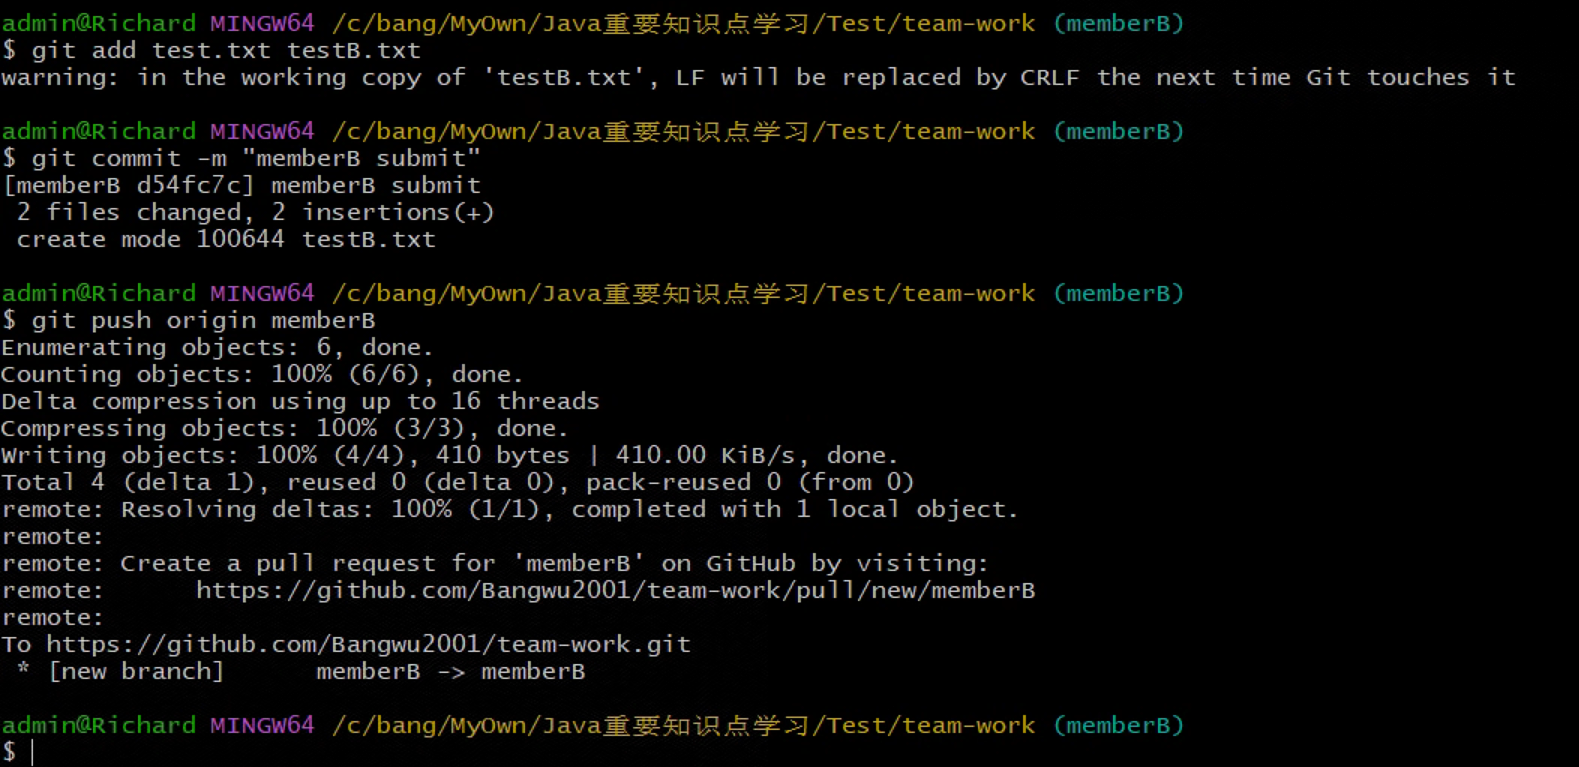 admin@Richard MINGW64 /c/bang/MyOwn/Java重要知识点学习/Test/team-work (memberB)
$ git add test.txt testB.txt
warning: in the working copy of 'testB.txt', LF will be replaced by CRLF the next time Git touches it
admin@Richard MINGW64 /c/bang/MyOwn/Java重要知识点学习/Test/team-work (memberB)
$ git commit -m "memberB submit"
[memberB d54fc7c] memberB submit
2 files changed, 2 insertions(+)
create mode 100644 testB.txt
admin@Richard MINGW64 /c/bang/MyOwn/Java重要知识点学习/Test/team-work (memberB)
$ git push origin memberB
Enumerating objects: 6, done.
Counting objects: 100% (6/6), done.
Delta compression using up to 16 threads
Compressing objects: 100% (3/3), done.
Writing objects: 100% (4/4), 410 bytes | 410.00 KiB/s, done.
Total 4 (delta 1), reused 0 (delta 0), pack-reused 0 (from 0)
remote: Resolving deltas: 100% (1/1), completed with 1 local object.
remote:
remote: Create a pull request for 'memberB' on GitHub by visiting:
remote:      https://github.com/Bangwu2001/team-work/pull/new/memberB
remote:
To https://github.com/Bangwu2001/team-work.git
* [new branch]      memberB -> memberB
admin@Richard MINGW64 /c/bang/MyOwn/Java重要知识点学习/Test/team-work (memberB)
$